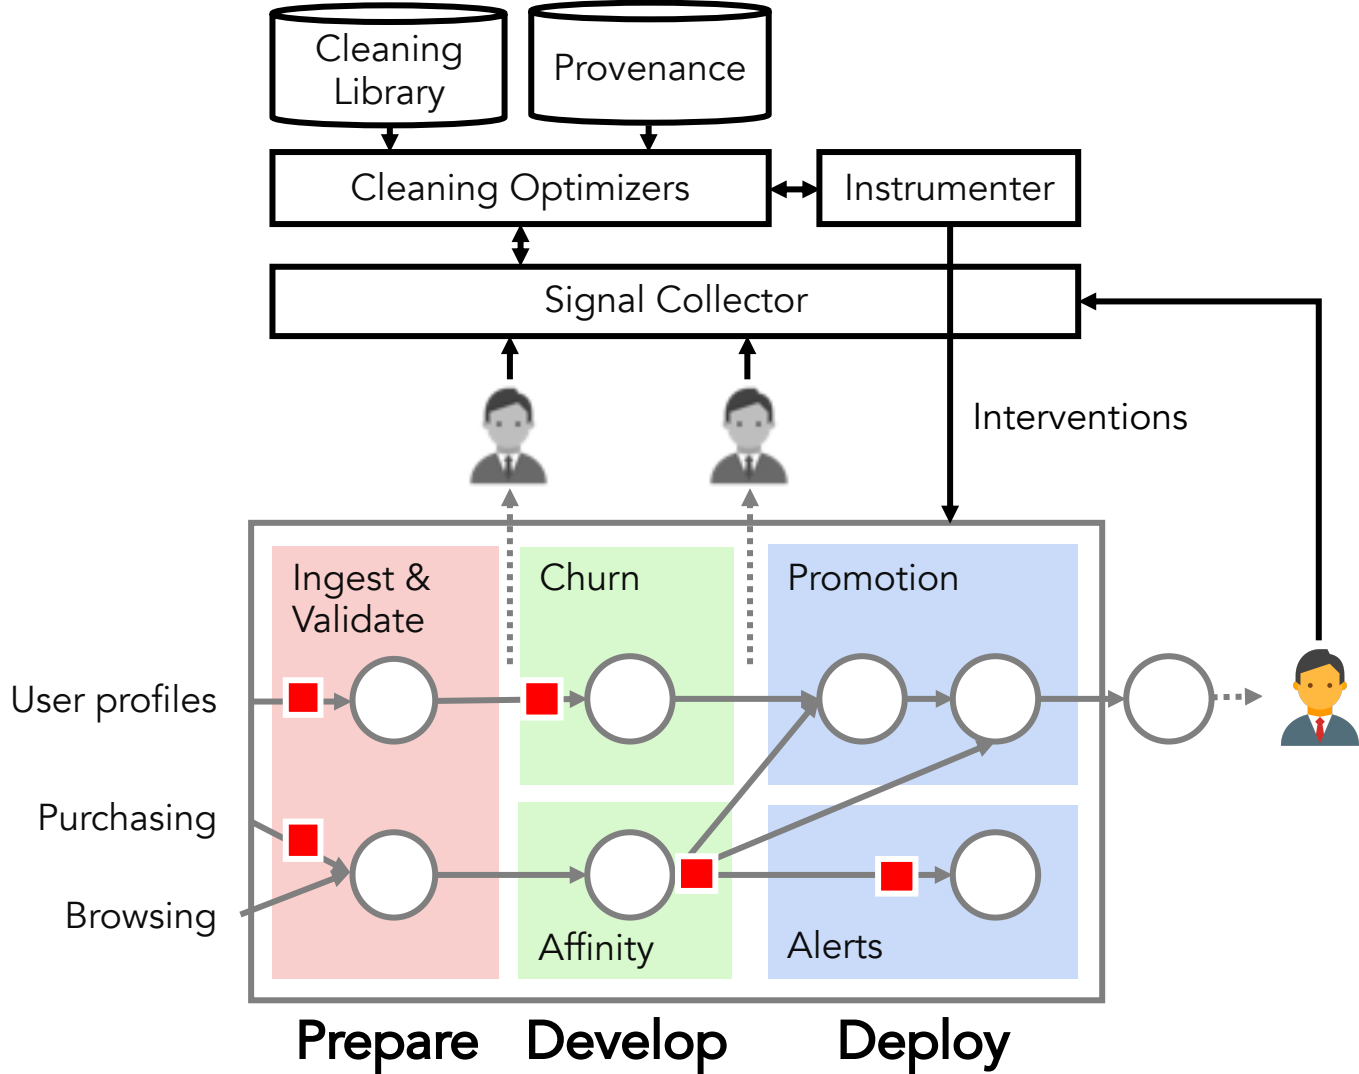 Cleaning
Library
Provenance
Cleaning Optimizers
Instrumenter
Signal Collector
Interventions
Ingest &
Validate
Churn
Promotion
User profiles
Purchasing
Browsing
Affinity
Alerts
Prepare
Develop
Deploy